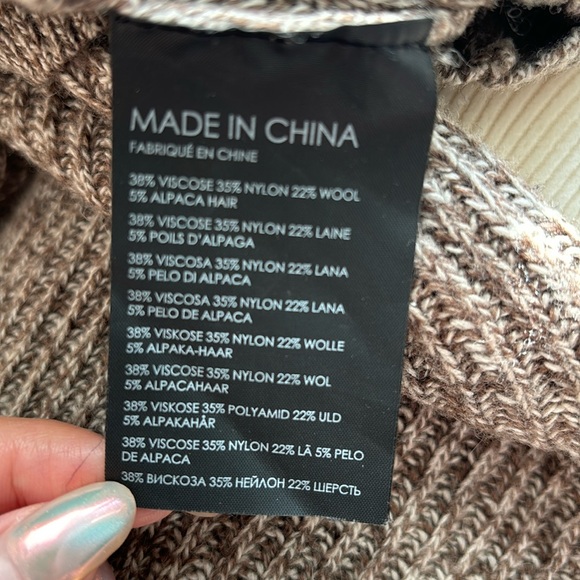 MADE IN CHINA
FABRIQUÉ EN CHINE
38% VISCOSE 35% NYLON 22% WOOL
5% ALPACA HAIR
38% VISCOSE 35% NYLON 22% LAINE
5% POILS D'ALPAGA
38% VISCOSA 35% NYLON 22% LANA
5% PELO DI ALPACA
38% VISCOSA 35% NYLON 22% LANA
5% PELO DE ALPACA
38% VISKOSE 35% NYLON 22% WOLLE
5% ALPAKA-HAAR
38% VISCOSE 35% NYLON 22% WOL
5% ALPACAHAAR
38% VISKOSE 35% POLYAMID 22% ULD
5% ALPAKAHÅR
38% VISCOSE 35% NYLON 22% LÃ 5% PELO
DE ALPACA
38% ВИСКОЗА 35% НЕЙЛОН 22% ШЕРСТЬ